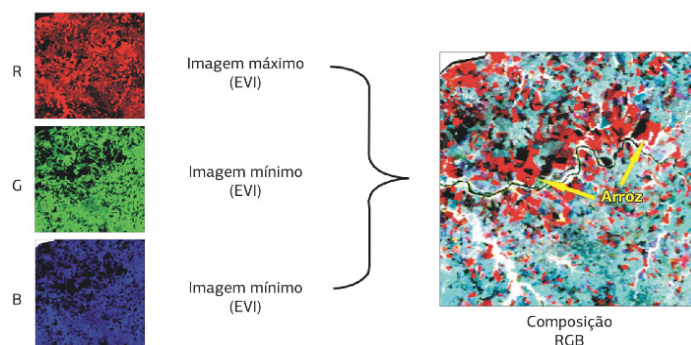 R
Imagem máximo
(EVI)
G
Imagem mínimo
(EVI)
B
Imagem mínimo
(EVI)
Arroz
Composição
RGB